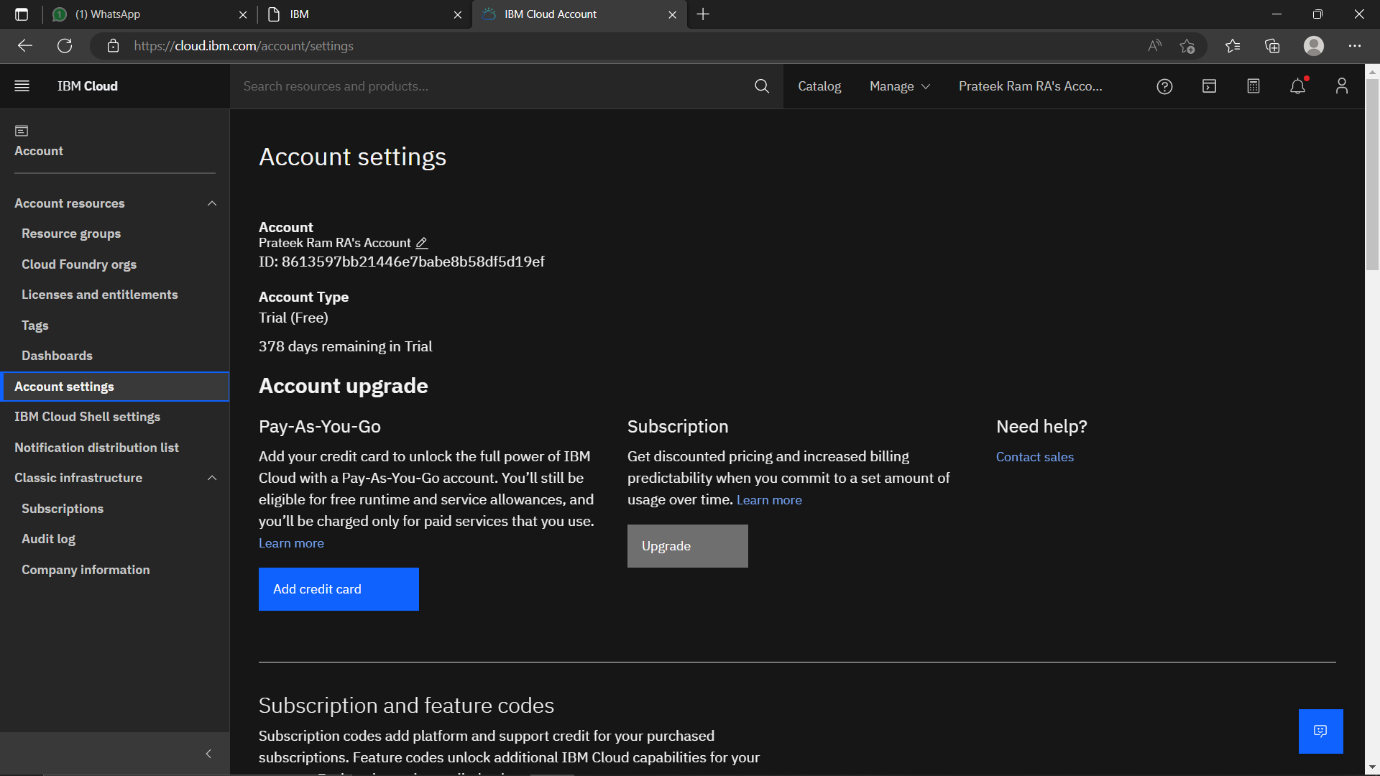 (1) WhatsApp
IBM
IBM Cloud Account
https://cloud.ibm.com/account/settings
IBM Cloud
Search resources and products...
Catalog
Manage
Prateek Ram RA's Acco...
Account
Account resources
Resource groups
Cloud Foundry orgs
Licenses and entitlements
Tags
Dashboards
Account settings
IBM Cloud Shell settings
Notification distribution list
Classic infrastructure
Subscriptions
Audit log
Company information
Account settings
Account
Prateek Ram RA's Account
ID: 8613597bb21446e7babe8b58df5d19ef
Account Type
Trial (Free)
378 days remaining in Trial
Account upgrade
Pay-As-You-Go
Add your credit card to unlock the full power of IBM
Cloud with a Pay-As-You-Go account. You'll still be
eligible for free runtime and service allowances, and
you'll be charged only for paid services that you use.
Learn more
Add credit card
Subscription
Get discounted pricing and increased billing
predictability when you commit to a set amount of
usage over time. Learn more
Upgrade
Need help?
Contact sales
Subscription and feature codes
Subscription codes add platform and support credit for your purchased
subscriptions. Feature codes unlock additional IBM Cloud capabilities for your